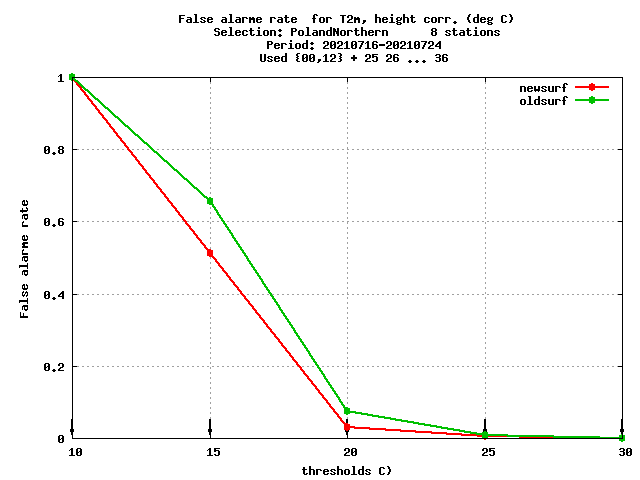 False alarme rate  for T2m, height corr. (deg C)
Selection: PolandNorthern      8 stations
Period: 20210716-20210724
Used {00,12} + 25 26 ... 36
newsurf
oldsurf
1
0.8
0.6
0.4
0.2
0
False alarme rate
10 15 20 25 30
thresholds C)